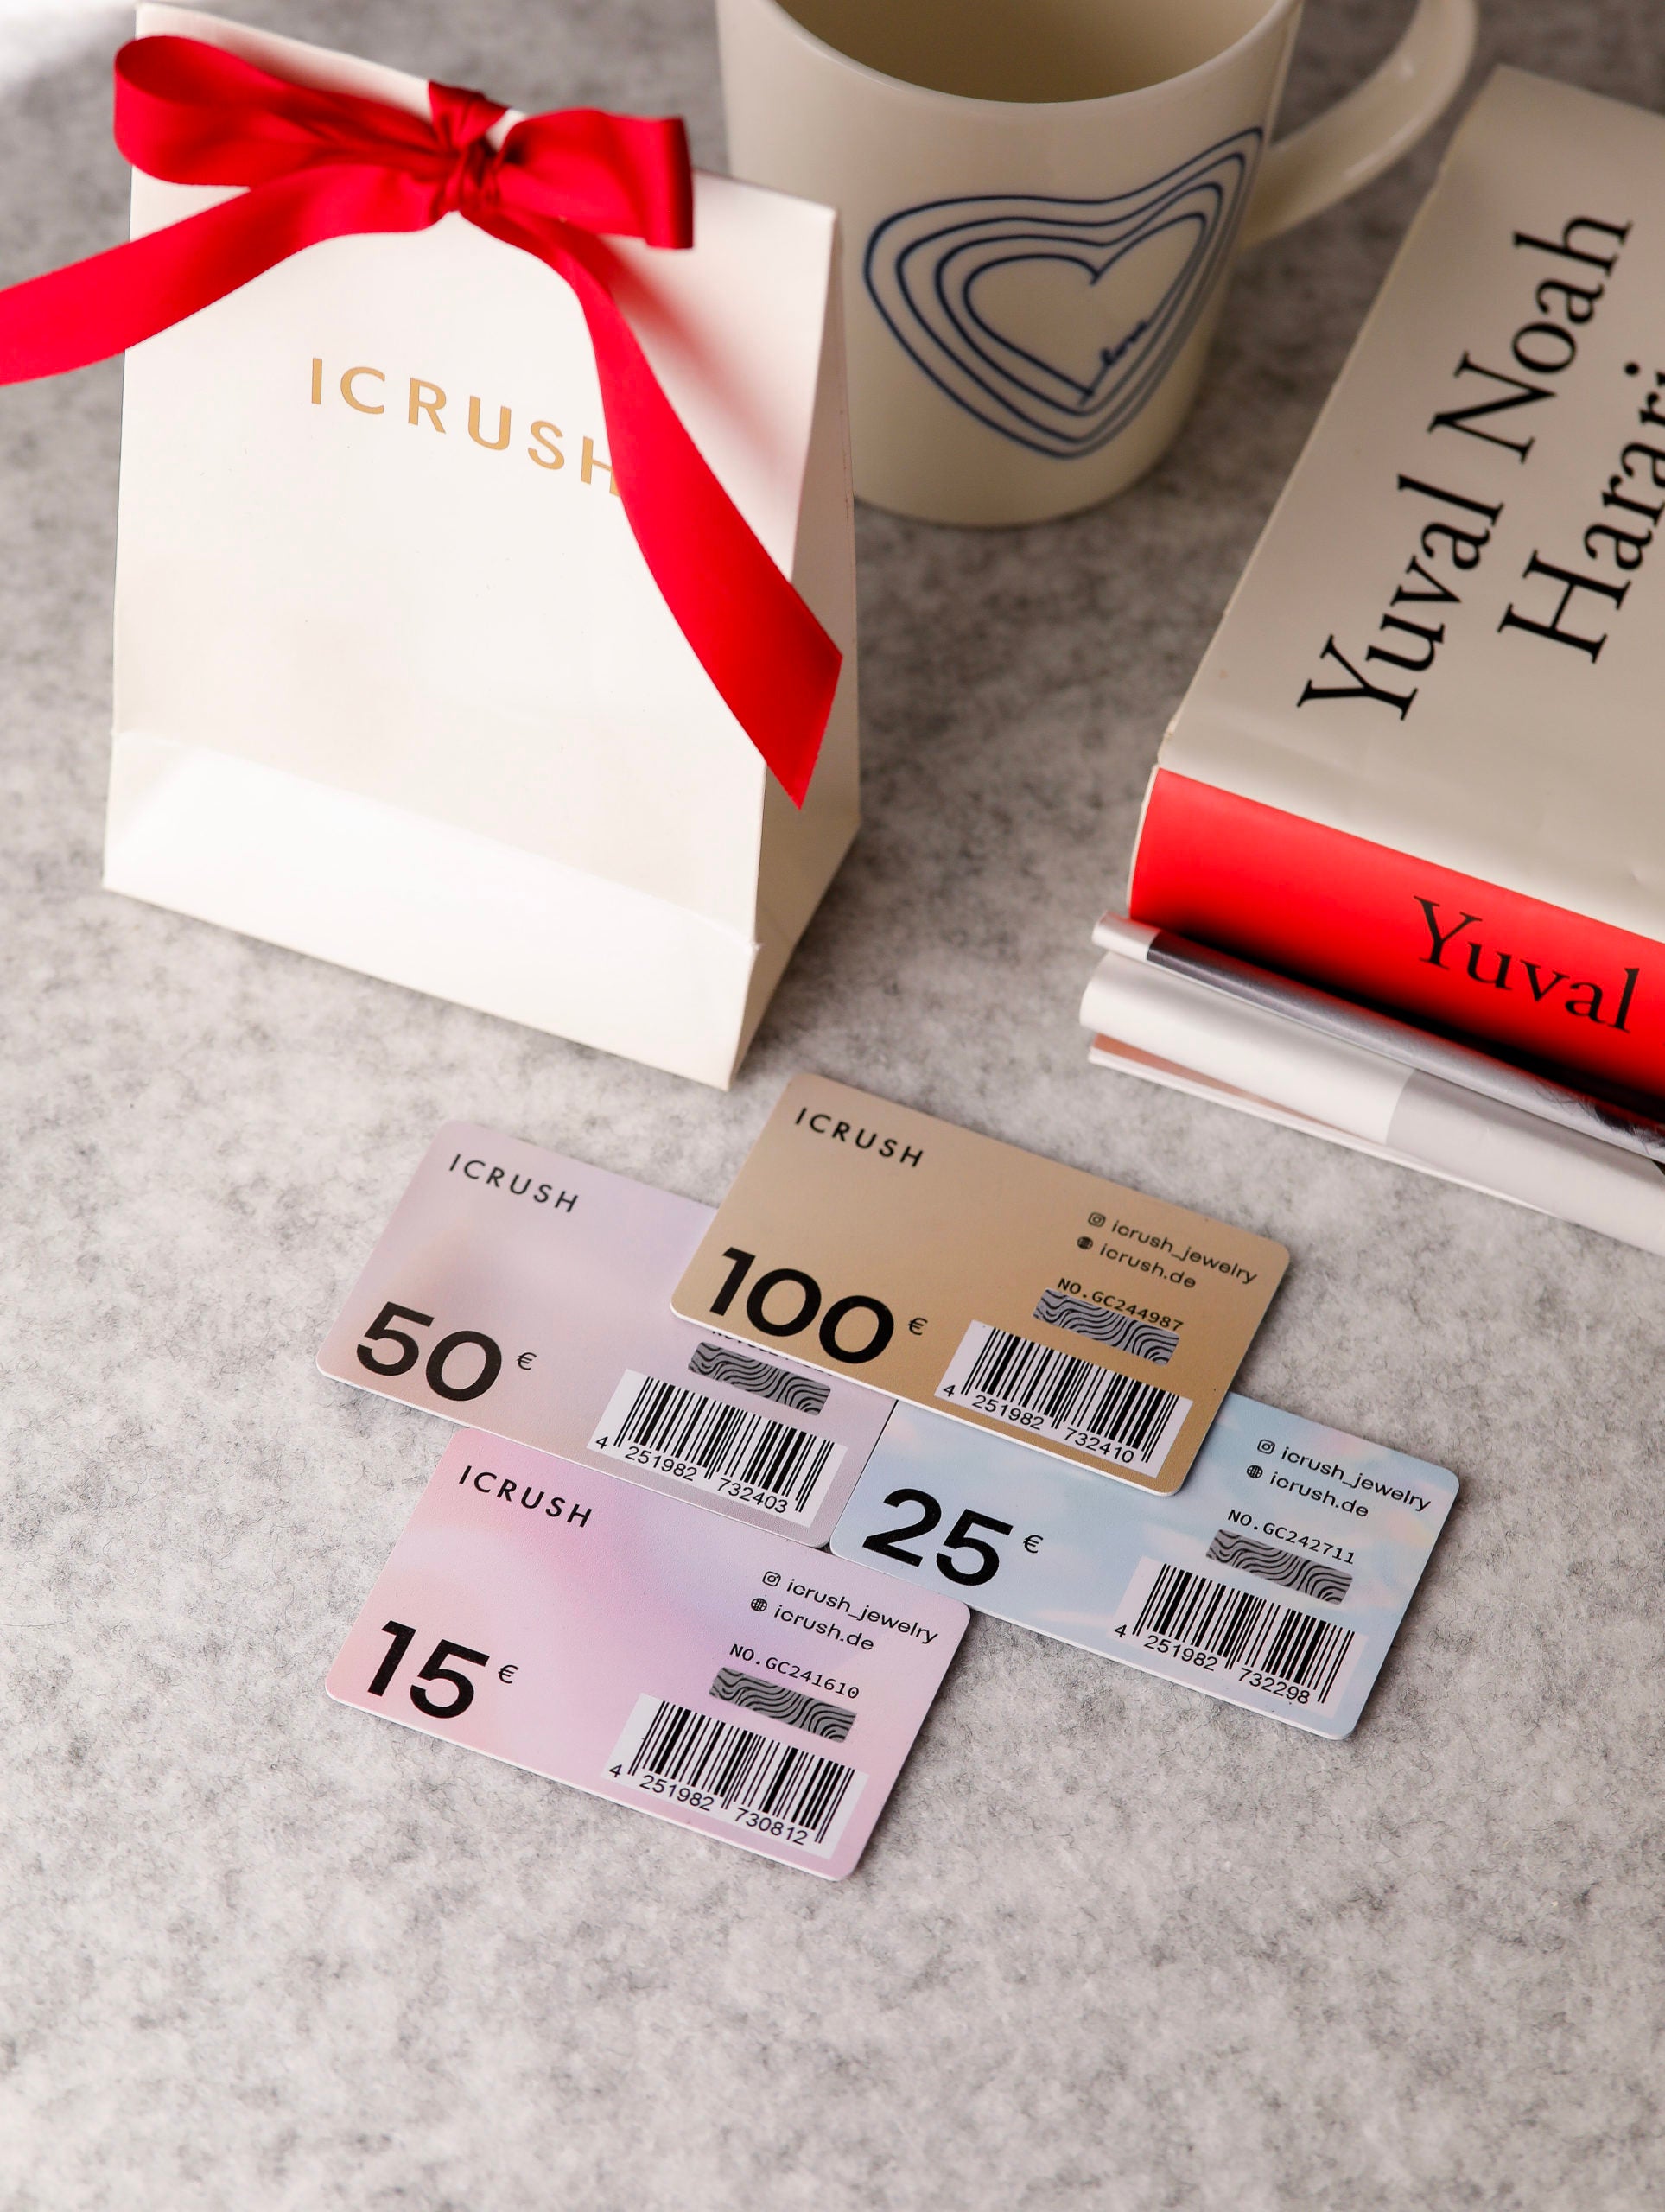 ICRUSH
Love
Yuval Noah
Harari
Yuval
ICRUSH
50 €
4 251982 732403
ICRUSH
icrush_jewelry
icrush.de
NO.GC244987
100 €
4 251982 732410
icrush_jewelry
icrush.de
NO.GC242711
25 €
4 251982 732298
ICRUSH
icrush_jewelry
icrush.de
NO.GC241610
15 €
4 251982 730812